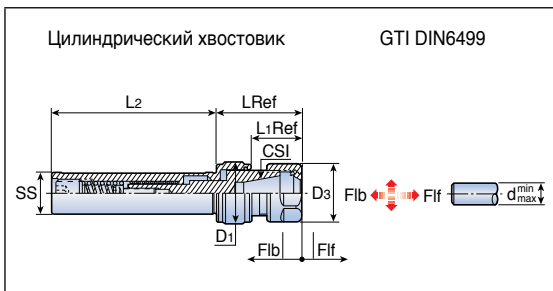 Цилиндрический хвостовик
GTI DIN6499
L2
LRef
L1Ref
CSI
SS
D3
D1
Flb
Flf
Flb
Flf
d min max